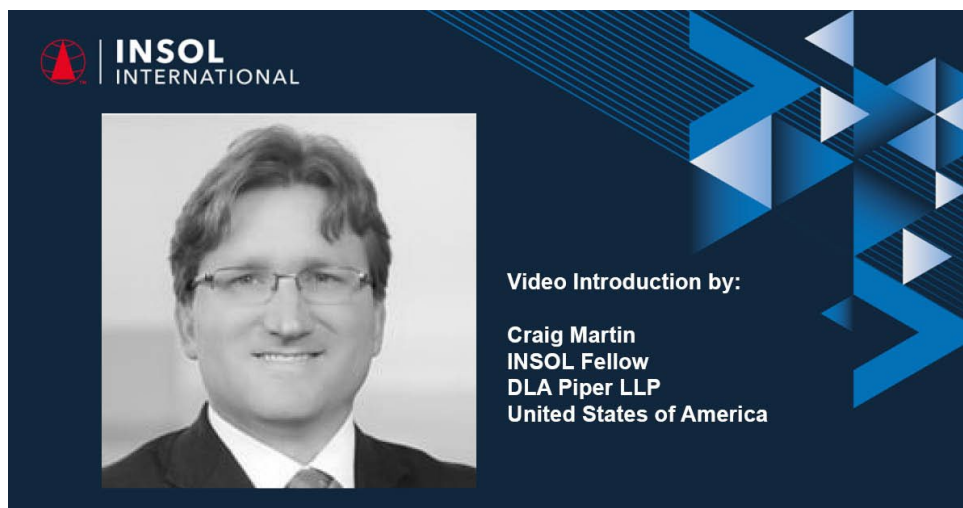 INSOL
INTERNATIONAL
Video Introduction by:
Craig Martin
INSOL Fellow
DLA Piper LLP
United States of America